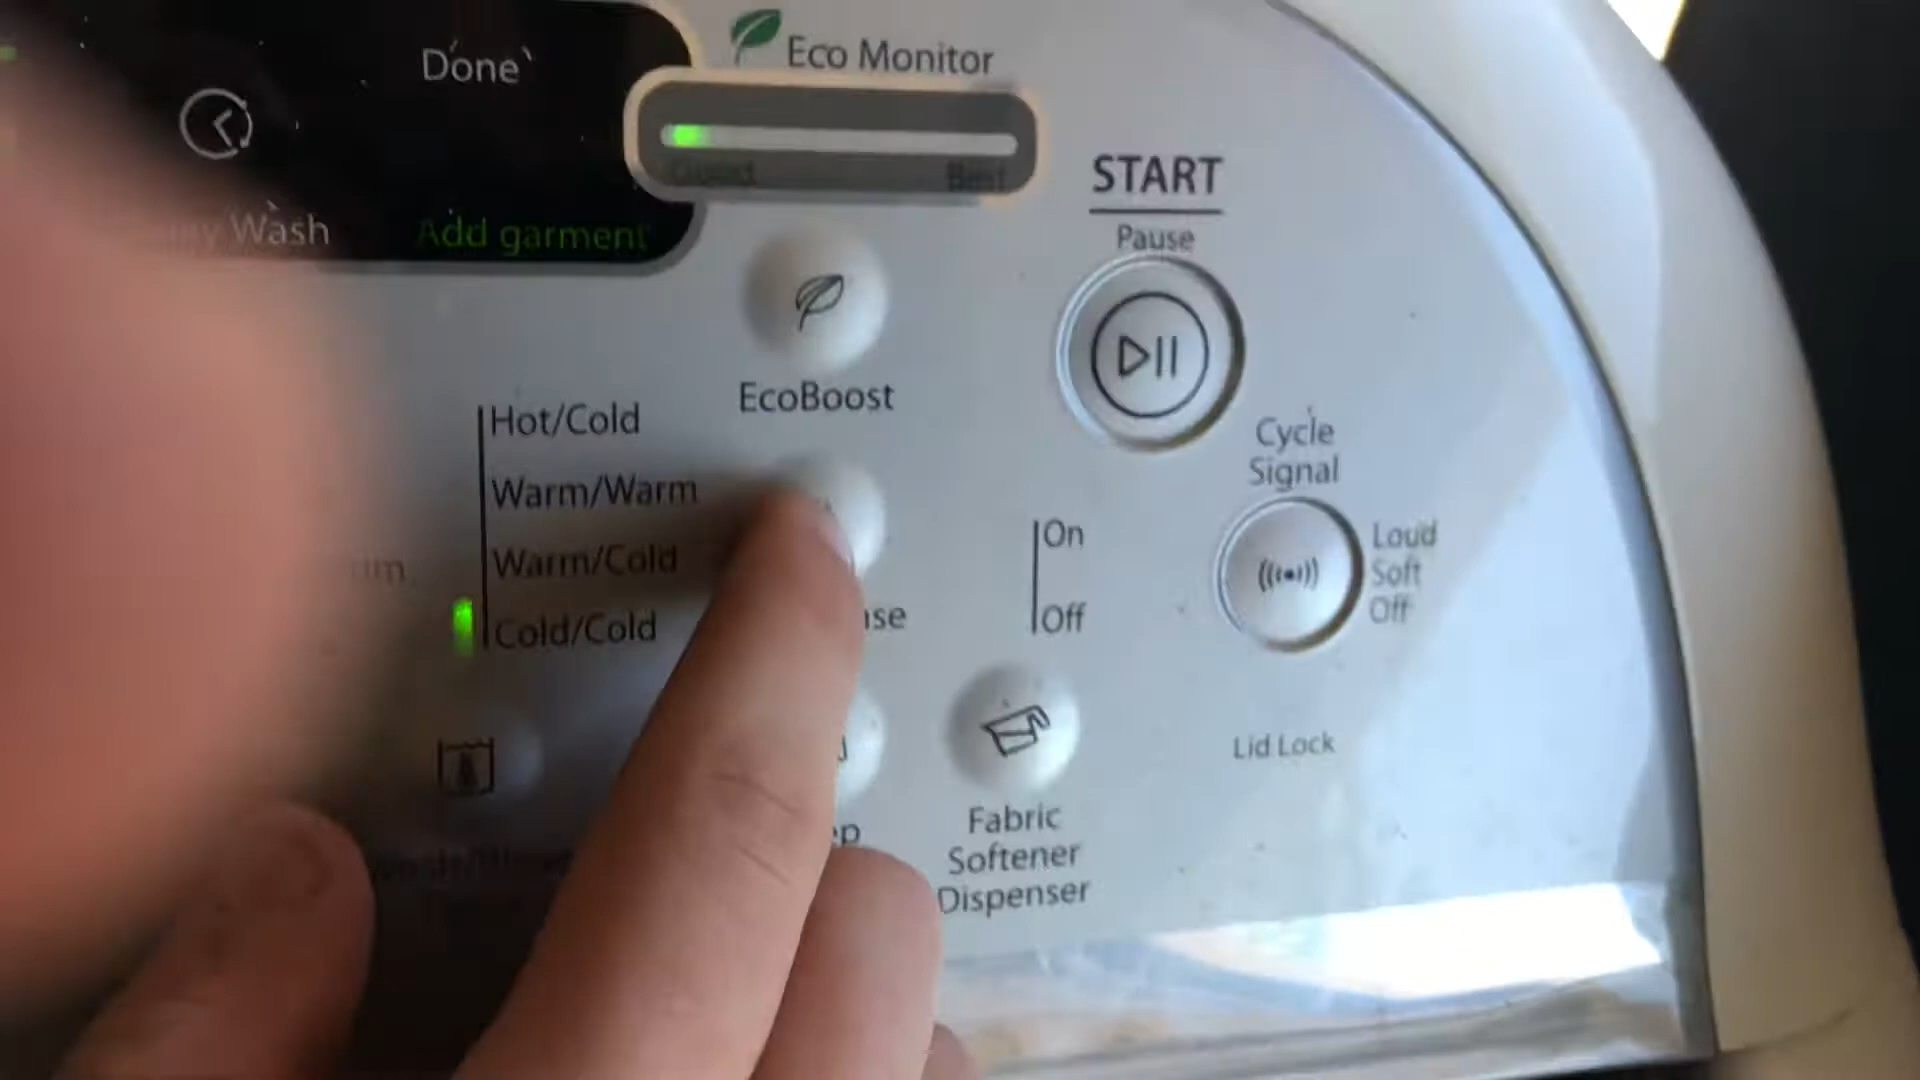 Done
Eco Monitor
Best
START
Pause
Wash
Add garment
EcoBoost
Hot/Cold
Warm/Warm
Warm/Cold
Cold/Cold
On
Off
Cycle
Signal
Loud
Soft
Off
Lid Lock
Fabric
Softener
Dispenser